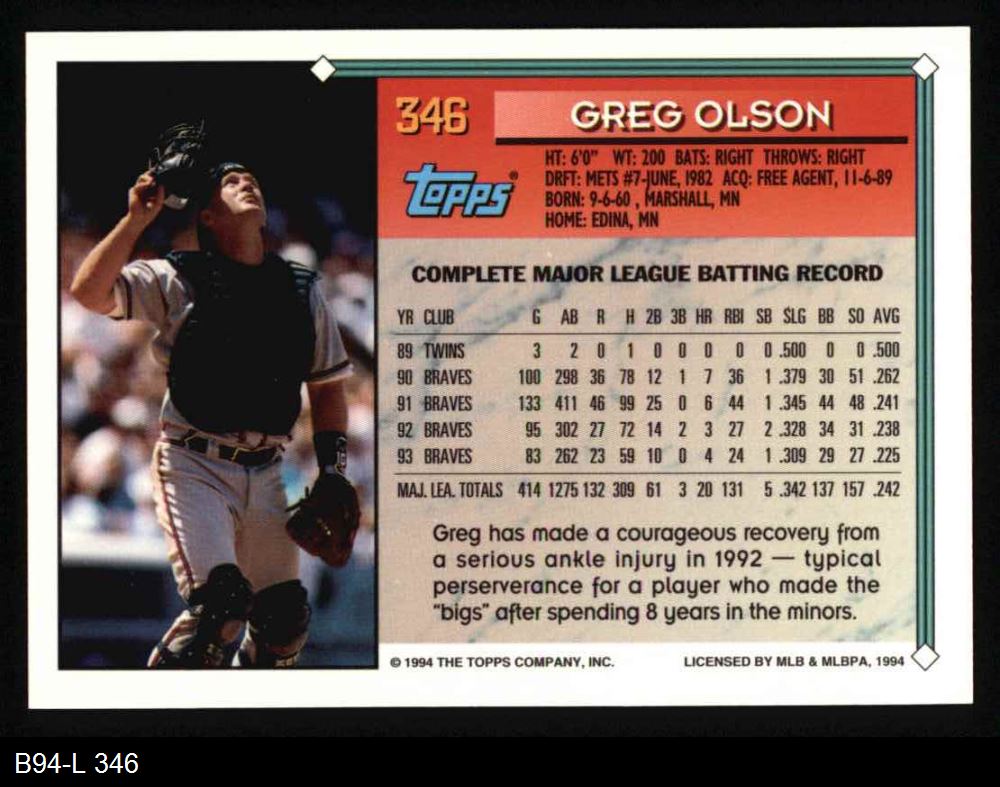 346
GREG OLSON
topps®
HT: 6'0" WT: 200 BATS: RIGHT THROWS: RIGHT
DRFT: METS #7-JUNE, 1982 ACQ: FREE AGENT, 11-6-89
BORN: 9-6-60 , MARSHALL, MN
HOME: EDINA, MN
COMPLETE MAJOR LEAGUE BATTING RECORD
YR CLUB G AB R H 2B 3B HR RBI SB SLG BB SO AVG
89 TWINS 3 2 0 1 0 0 0 0 0 .500 0 0 .500
90 BRAVES 100 298 36 78 12 1 7 36 1 .379 30 51 .262
91 BRAVES 133 411 46 99 25 0 6 44 1 .345 44 48 .241
92 BRAVES 95 302 27 72 14 2 3 27 2 .328 34 31 .238
93 BRAVES 83 262 23 59 10 0 4 24 1 .309 29 27 .225
MAJ. LEA. TOTALS 414 1275 132 309 61 3 20 131 5 .342 137 157 .242
Greg has made a courageous recovery from
a serious ankle injury in 1992 — typical
perserverance for a player who made the
"bigs" after spending 8 years in the minors.
© 1994 THE TOPPS COMPANY, INC. LICENSED BY MLB & MLBPA, 1994
B94-L 346